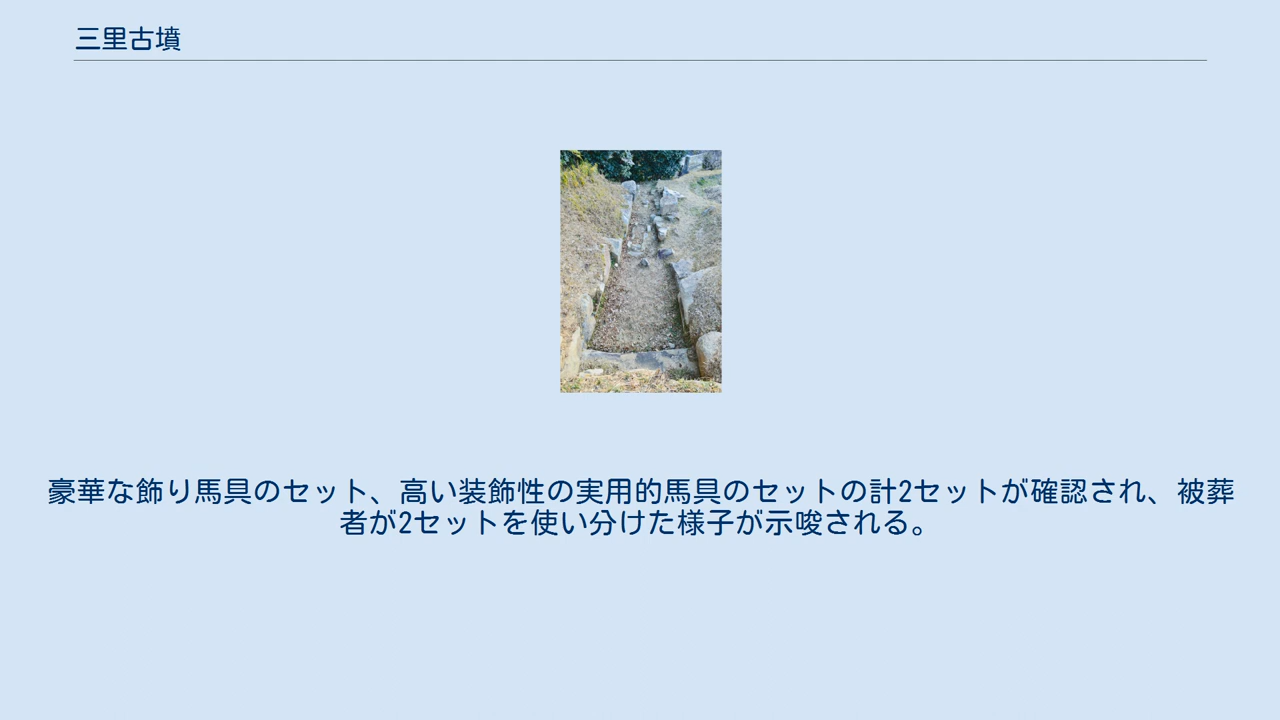 三里古墳
豪華な飾り馬具のセット、高い装飾性の実用的馬具のセットの計2セットが確認され、被葬
者が2セットを使い分けた様子が示唆される。